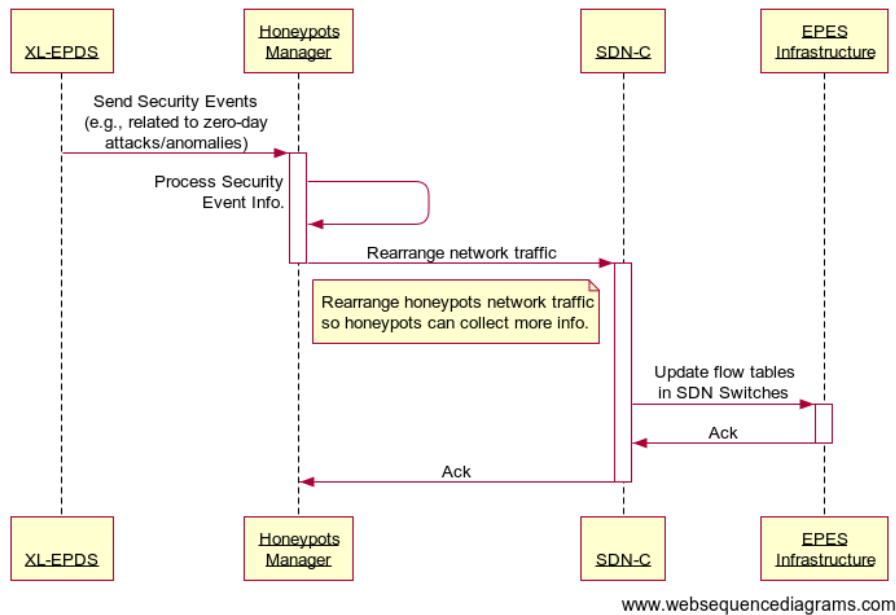 XL-EPDS
Honeypots
Manager
SDN-C
EPES
Infrastructure
Send Security Events
(e.g., related to zero-day
attacks/anomalies)
Process Security
Event Info.
Rearrange network traffic
Rearrange honeypots network traffic
so honeypots can collect more info.
Update flow tables
in SDN Switches
Ack
Ack
XL-EPDS
Honeypots
Manager
SDN-C
EPES
Infrastructure
www.websequencediagrams.com